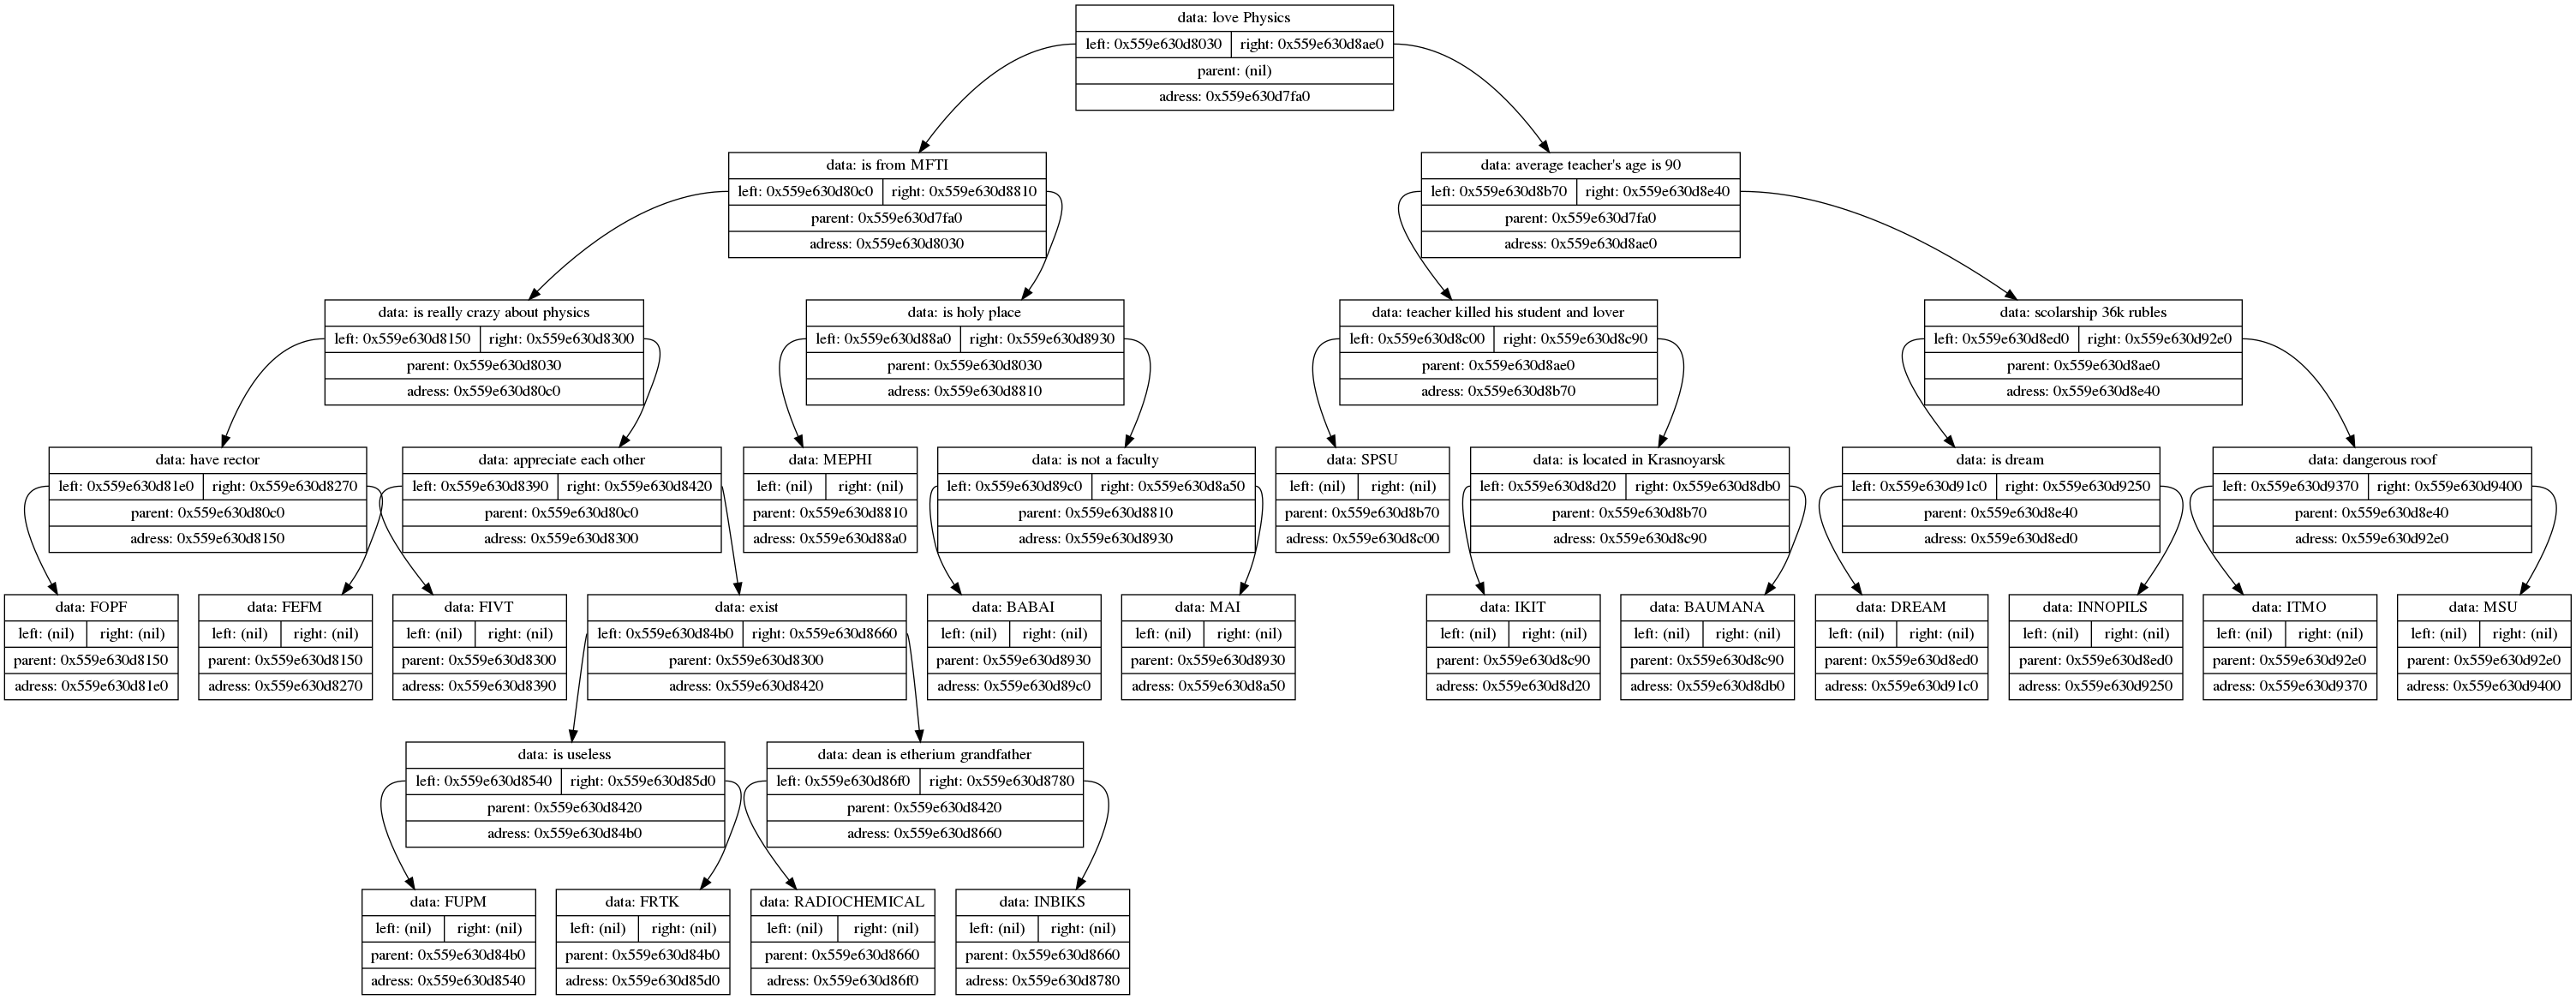 data: love Physics
left: 0x559e630d8030 right: 0x559e630d8ae0
parent: (nil)
adress: 0x559e630d7fa0
data: is from MFTI
left: 0x559e630d80c0 right: 0x559e630d8810
parent: 0x559e630d7fa0
adress: 0x559e630d8030
data: average teacher's age is 90
left: 0x559e630d8b70 right: 0x559e630d8e40
parent: 0x559e630d7fa0
adress: 0x559e630d8ae0
data: is really crazy about physics
left: 0x559e630d8150 right: 0x559e630d8300
parent: 0x559e630d8030
adress: 0x559e630d80c0
data: is holy place
left: 0x559e630d88a0 right: 0x559e630d8930
parent: 0x559e630d8030
adress: 0x559e630d8810
data: teacher killed his student and lover
left: 0x559e630d8c00 right: 0x559e630d8c90
parent: 0x559e630d8ae0
adress: 0x559e630d8b70
data: scolarship 36k rubles
left: 0x559e630d8ed0 right: 0x559e630d92e0
parent: 0x559e630d8ae0
adress: 0x559e630d8e40
data: have rector
left: 0x559e630d81e0 right: 0x559e630d8270
parent: 0x559e630d80c0
adress: 0x559e630d8150
data: appreciate each other
left: 0x559e630d8390 right: 0x559e630d8420
parent: 0x559e630d80c0
adress: 0x559e630d8300
data: MEPHI
left: (nil) right: (nil)
parent: 0x559e630d8810
adress: 0x559e630d88a0
data: is not a faculty
left: 0x559e630d89c0 right: 0x559e630d8a50
parent: 0x559e630d8810
adress: 0x559e630d8930
data: SPSU
left: (nil) right: (nil)
parent: 0x559e630d8b70
adress: 0x559e630d8c00
data: is located in Krasnoyarsk
left: 0x559e630d8d20 right: 0x559e630d8db0
parent: 0x559e630d8b70
adress: 0x559e630d8c90
data: is dream
left: 0x559e630d91c0 right: 0x559e630d9250
parent: 0x559e630d8e40
adress: 0x559e630d8ed0
data: dangerous roof
left: 0x559e630d9370 right: 0x559e630d9400
parent: 0x559e630d8e40
adress: 0x559e630d92e0
data: FOPF
left: (nil) right: (nil)
parent: 0x559e630d8150
adress: 0x559e630d81e0
data: FEFM
left: (nil) right: (nil)
parent: 0x559e630d8150
adress: 0x559e630d8270
data: FIVT
left: (nil) right: (nil)
parent: 0x559e630d8300
adress: 0x559e630d8390
data: exist
left: 0x559e630d84b0 right: 0x559e630d8660
parent: 0x559e630d8300
adress: 0x559e630d8420
data: BABAI
left: (nil) right: (nil)
parent: 0x559e630d8930
adress: 0x559e630d89c0
data: MAI
left: (nil) right: (nil)
parent: 0x559e630d8930
adress: 0x559e630d8a50
data: IKIT
left: (nil) right: (nil)
parent: 0x559e630d8c90
adress: 0x559e630d8d20
data: BAUMANA
left: (nil) right: (nil)
parent: 0x559e630d8c90
adress: 0x559e630d8db0
data: DREAM
left: (nil) right: (nil)
parent: 0x559e630d8ed0
adress: 0x559e630d91c0
data: INNOPILS
left: (nil) right: (nil)
parent: 0x559e630d8ed0
adress: 0x559e630d9250
data: ITMO
left: (nil) right: (nil)
parent: 0x559e630d92e0
adress: 0x559e630d9370
data: MSU
left: (nil) right: (nil)
parent: 0x559e630d92e0
adress: 0x559e630d9400
data: is useless
left: 0x559e630d8540 right: 0x559e630d85d0
parent: 0x559e630d8420
adress: 0x559e630d84b0
data: dean is etherium grandfather
left: 0x559e630d86f0 right: 0x559e630d8780
parent: 0x559e630d8420
adress: 0x559e630d8660
data: FUPM
left: (nil) right: (nil)
parent: 0x559e630d84b0
adress: 0x559e630d8540
data: FRTK
left: (nil) right: (nil)
parent: 0x559e630d84b0
adress: 0x559e630d85d0
data: RADIOCHEMICAL
left: (nil) right: (nil)
parent: 0x559e630d8660
adress: 0x559e630d86f0
data: INBIKS
left: (nil) right: (nil)
parent: 0x559e630d8660
adress: 0x559e630d8780